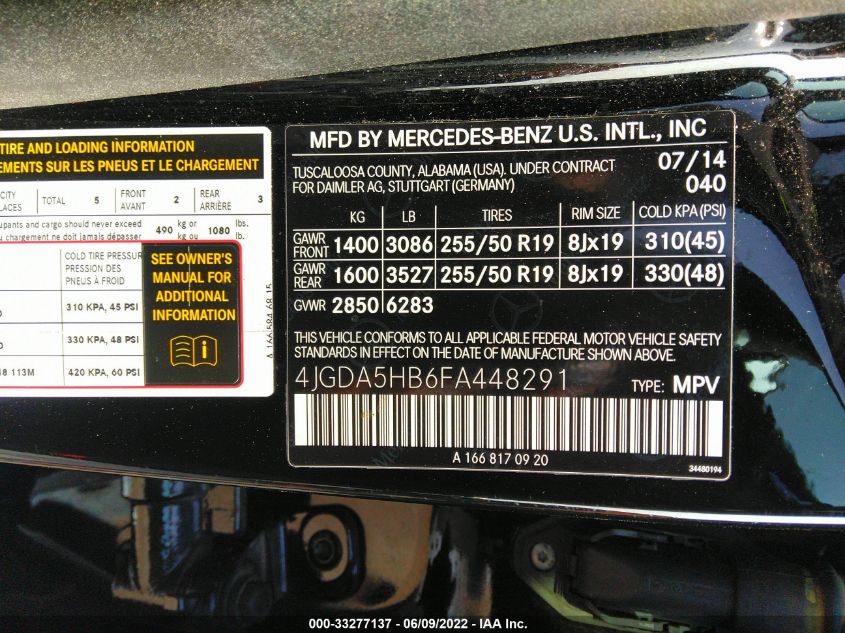 TIRE AND LOADING INFORMATION
EMENTS SUR LES PNEUS ET LE CHARGEMENT
TOTAL 5 FRONT AVANT 2 REAR ARRIÈRE 3
and cargo should never exceed 490 kg or kg ou 1080 lbs. lb.
chargement ne doit jamais dépasser
COLD TIRE PRESSURE
PRESSION DES
PNEUS À FROID
310 KPA, 45 PSI
330 KPA, 48 PSI
113M 420 KPA, 60 PSI
SEE OWNER'S
MANUAL FOR
ADDITIONAL
INFORMATION
A 166 584 68 15
MFD BY MERCEDES-BENZ U.S. INTL., INC
TUSCALOOSA COUNTY, ALABAMA (USA). UNDER CONTRACT 07/14
FOR DAIMLER AG, STUTTGART (GERMANY) 040
KG LB TIRES RIM SIZE COLD KPA (PSI)
GAWR FRONT 1400 3086 255/50 R19 8Jx19 310(45)
GAWR REAR 1600 3527 255/50 R19 8Jx19 330(48)
GVWR 2850 6283
THIS VEHICLE CONFORMS TO ALL APPLICABLE FEDERAL MOTOR VEHICLE SAFETY
STANDARDS IN EFFECT ON THE DATE OF MANUFACTURE SHOWN ABOVE.
4JGDA5HB6FA448291 TYPE: MPV
A 166 817 09 20
34480194
000-33277137 - 06/09/2022 - IAA Inc.